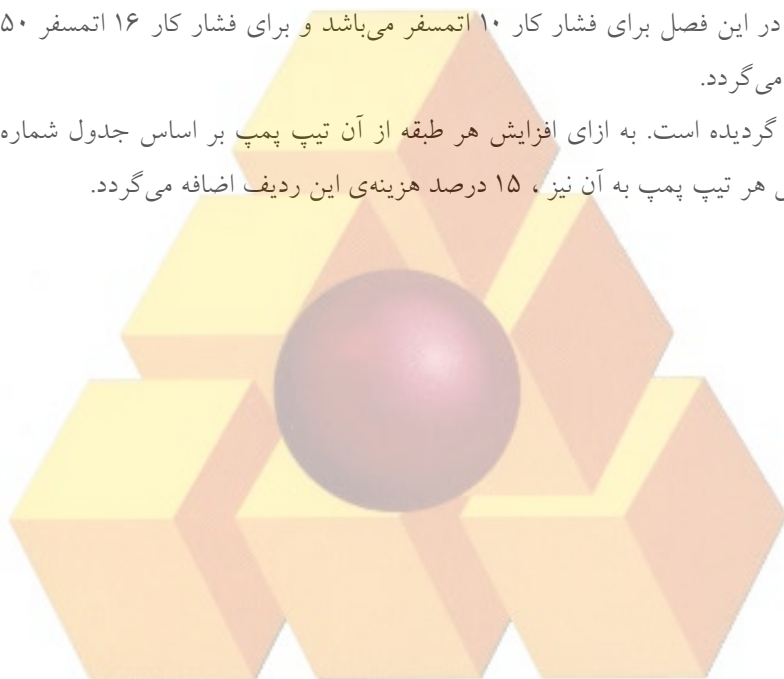 در این فصل برای فشار کار ۱۰ اتمسفر می‌باشد و برای فشار کار ۱۶ اتمسفر ۵۰
می‌گردد.
گردیده است. به ازای افزایش هر طبقه از آن تیپ پمپ بر اساس جدول شماره
هر تیپ پمپ به آن نیز ، ۱۵ درصد هزینه‌ی این ردیف اضافه می‌گردد.